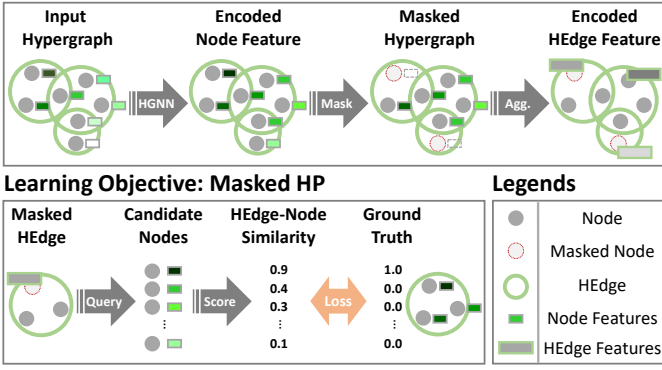 Input Hypergraph
Encoded Node Feature
Masked Hypergraph
Encoded HEdge Feature
HGNN
Mask
Agg.
Learning Objective: Masked HP
Masked HEdge
Candidate Nodes
HEdge-Node Similarity
Ground Truth
Query
Score
Loss
0.9
0.4
0.3
⋮
0.1
1.0
0.0
0.0
⋮
0.0
⋮
Legends
Node
Masked Node
HEdge
Node Features
HEdge Features